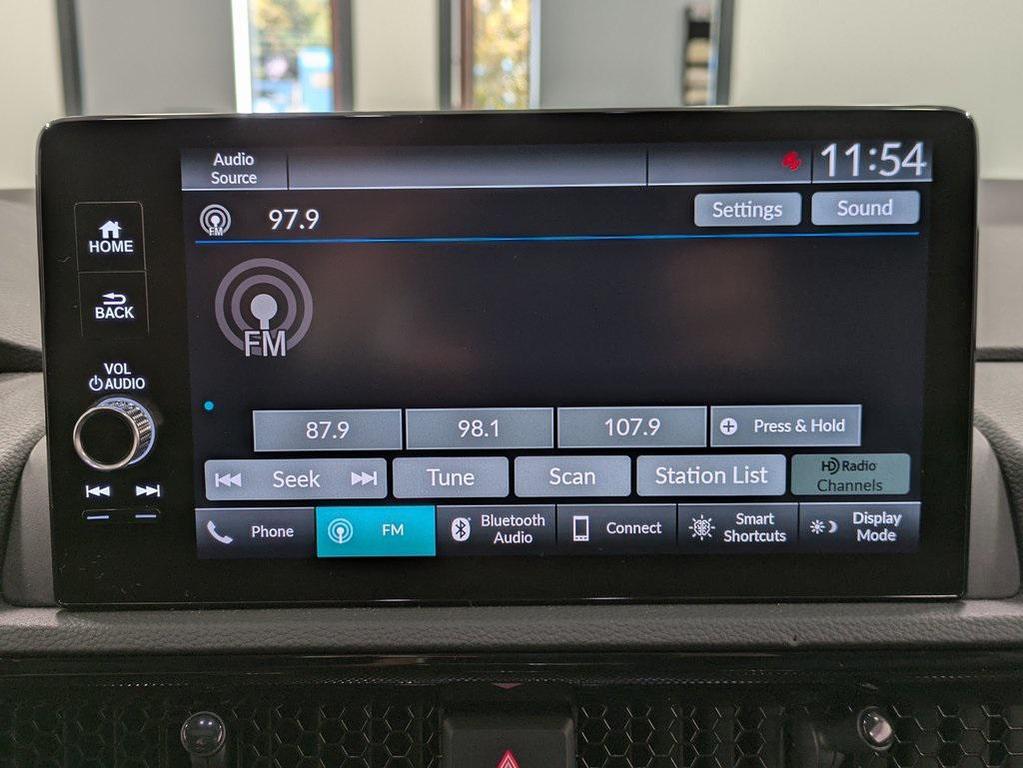 Audio
Source
11:54
FM
97.9
Settings
Sound
HOME
BACK
FM
VOL
AUDIO
87.9
98.1
107.9
Press & Hold
Seek
Tune
Scan
Station List
HD Radio
Channels
Phone
FM
Bluetooth
Audio
Connect
Smart
Shortcuts
Display
Mode